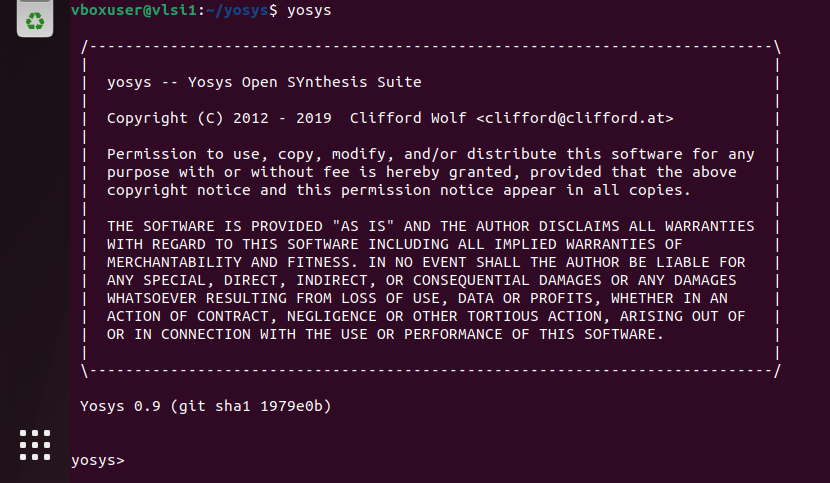 vboxuser@vlsi1:~/yosys$ yosys
/----------------------------------------------------------------------------\
|                                                                            |
|  yosys -- Yosys Open SYnthesis Suite                                       |
|                                                                            |
|  Copyright (C) 2012 - 2019  Clifford Wolf <clifford@clifford.at>           |
|                                                                            |
|  Permission to use, copy, modify, and/or distribute this software for any  |
|  purpose with or without fee is hereby granted, provided that the above    |
|  copyright notice and this permission notice appear in all copies.         |
|                                                                            |
|  THE SOFTWARE IS PROVIDED "AS IS" AND THE AUTHOR DISCLAIMS ALL WARRANTIES  |
|  WITH REGARD TO THIS SOFTWARE INCLUDING ALL IMPLIED WARRANTIES OF          |
|  MERCHANTABILITY AND FITNESS. IN NO EVENT SHALL THE AUTHOR BE LIABLE FOR   |
|  ANY SPECIAL, DIRECT, INDIRECT, OR CONSEQUENTIAL DAMAGES OR ANY DAMAGES    |
|  WHATSOEVER RESULTING FROM LOSS OF USE, DATA OR PROFITS, WHETHER IN AN     |
|  ACTION OF CONTRACT, NEGLIGENCE OR OTHER TORTIOUS ACTION, ARISING OUT OF   |
|  OR IN CONNECTION WITH THE USE OR PERFORMANCE OF THIS SOFTWARE.            |
|                                                                            |
\----------------------------------------------------------------------------/
Yosys 0.9 (git sha1 1979e0b)
yosys>